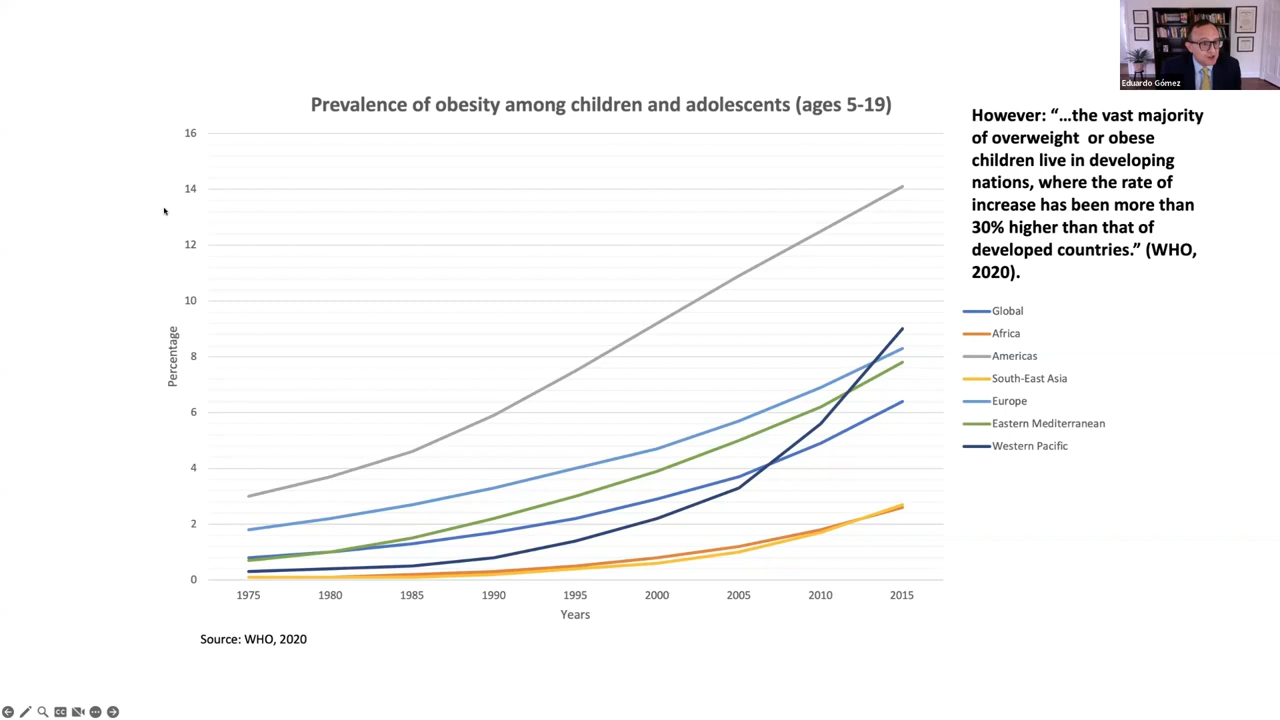 Eduardo Gómez
Prevalence of obesity among children and adolescents (ages 5-19)
16
14
12
10
8
6
4
2
0
Percentage
1975 1980 1985 1990 1995 2000 2005 2010 2015
Years
Source: WHO, 2020
However: “...the vast majority
of overweight or obese
children live in developing
nations, where the rate of
increase has been more than
30% higher than that of
developed countries.” (WHO,
2020).
Global
Africa
Americas
South-East Asia
Europe
Eastern Mediterranean
Western Pacific
CC